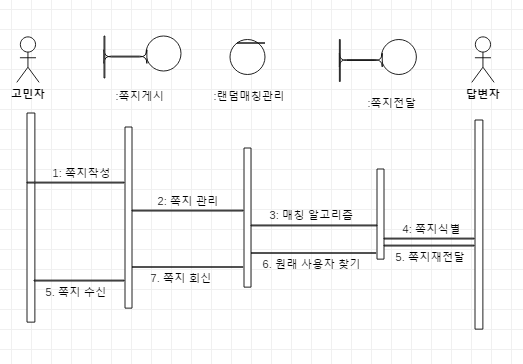 고민자
:쪽지게시
:랜덤매칭관리
:쪽지전달
답변자
1: 쪽지작성
2: 쪽지 관리
3: 매칭 알고리즘
4: 쪽지식별
5. 쪽지재전달
6. 원래 사용자 찾기
7. 쪽지 회신
5. 쪽지 수신